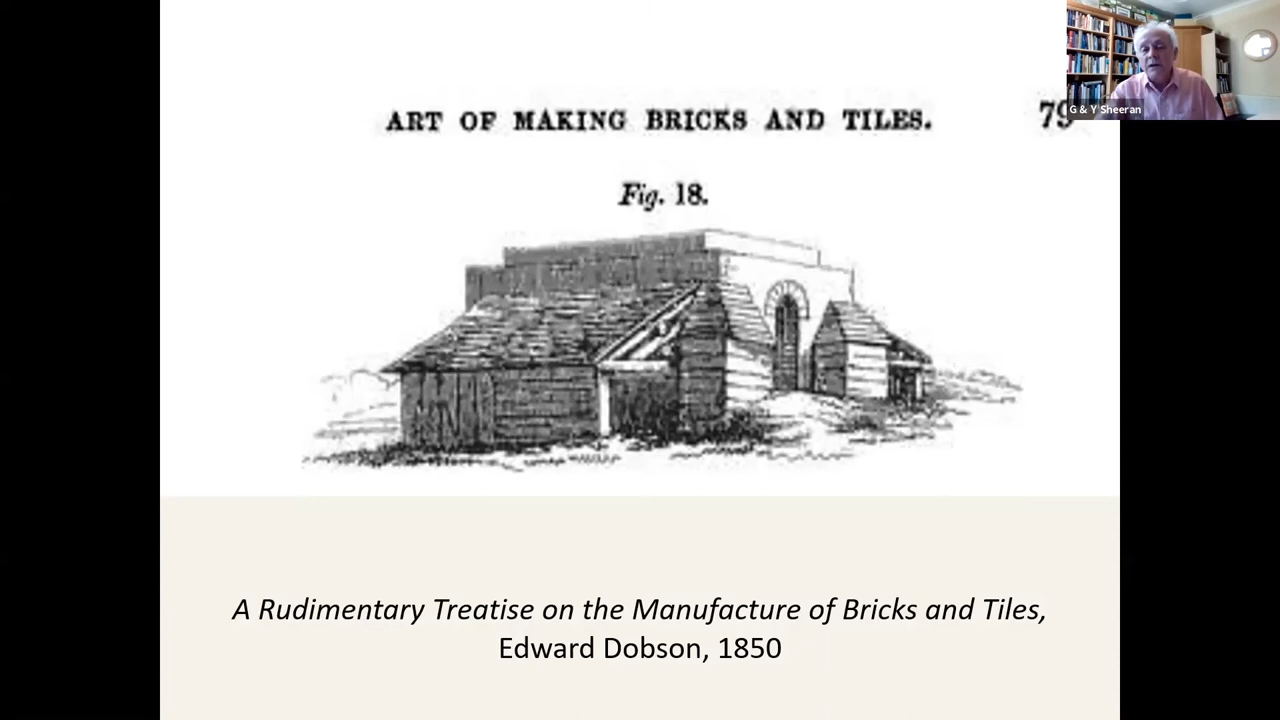 ART OF MAKING BRICKS AND TILES. 79
Fig. 18.
A Rudimentary Treatise on the Manufacture of Bricks and Tiles,
Edward Dobson, 1850
G & Y Sheeran